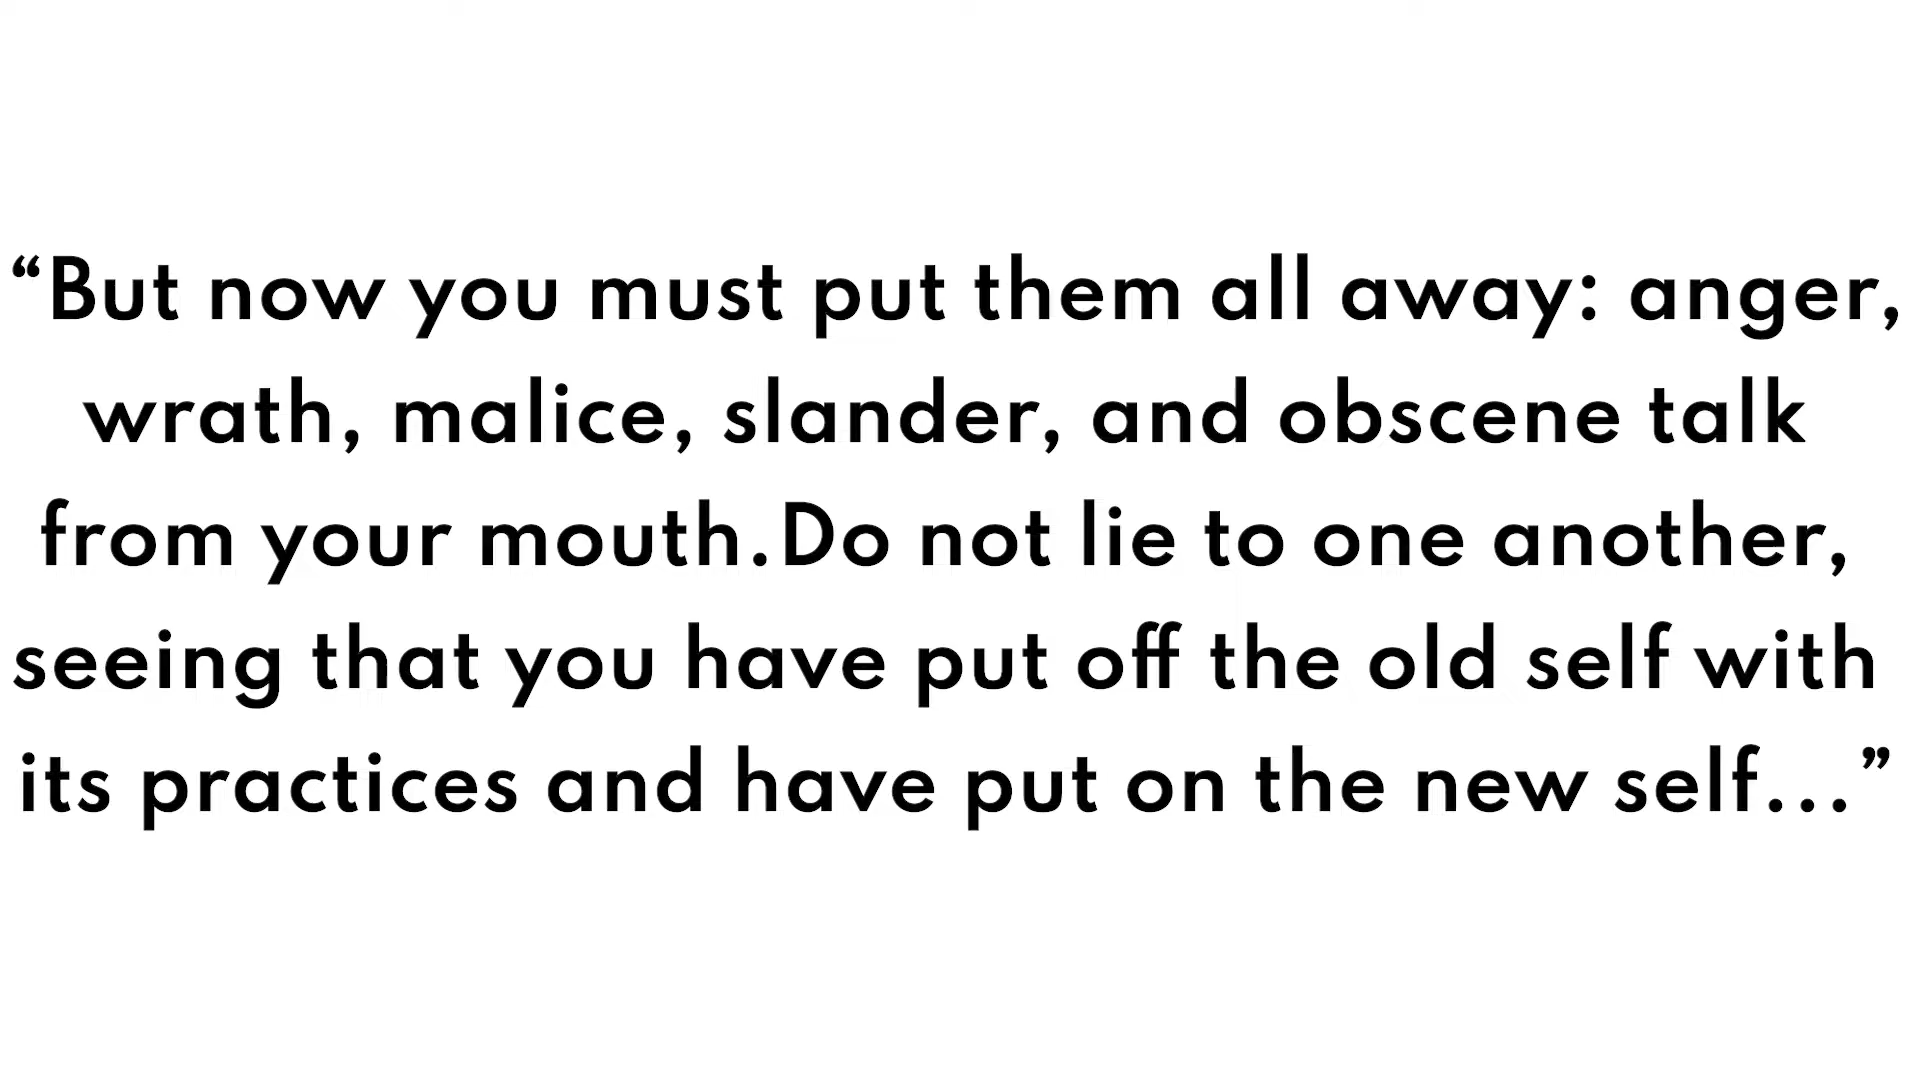 “But now you must put them all away: anger,
wrath, malice, slander, and obscene talk
from your mouth.Do not lie to one another,
seeing that you have put off the old self with
its practices and have put on the new self...”